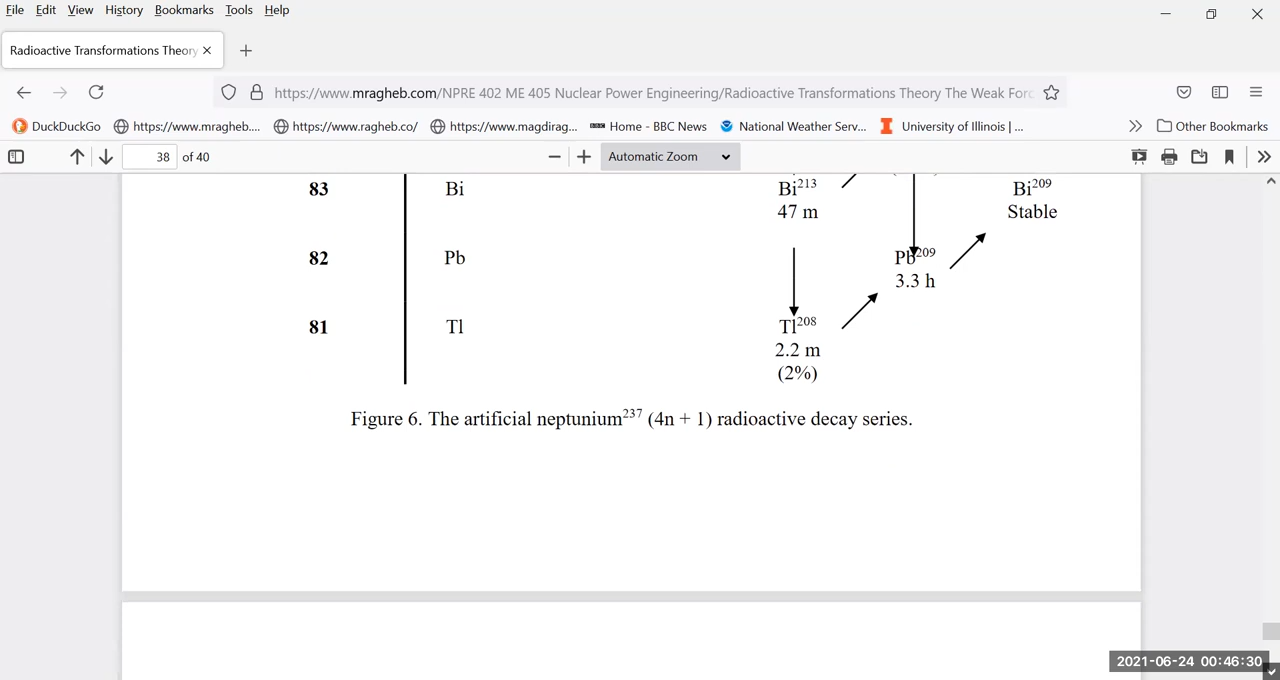 File Edit View History Bookmarks Tools Help
Radioactive Transformations Theory
https://www.mragheb.com/NPRE 402 ME 405 Nuclear Power Engineering/Radioactive Transformations Theory The Weak Forc
DuckDuckGo https://www.mragheb.... https://www.ragheb.co/ https://www.magdirag... Home - BBC News National Weather Serv... University of Illinois | ... Other Bookmarks
38 of 40 Automatic Zoom
83 Bi Bi213 Bi209
47 m Stable
82 Pb Pb209
3.3 h
81 Tl Tl208
2.2 m
(2%)
Figure 6. The artificial neptunium237 (4n + 1) radioactive decay series.
2021-06-24 00:46:30